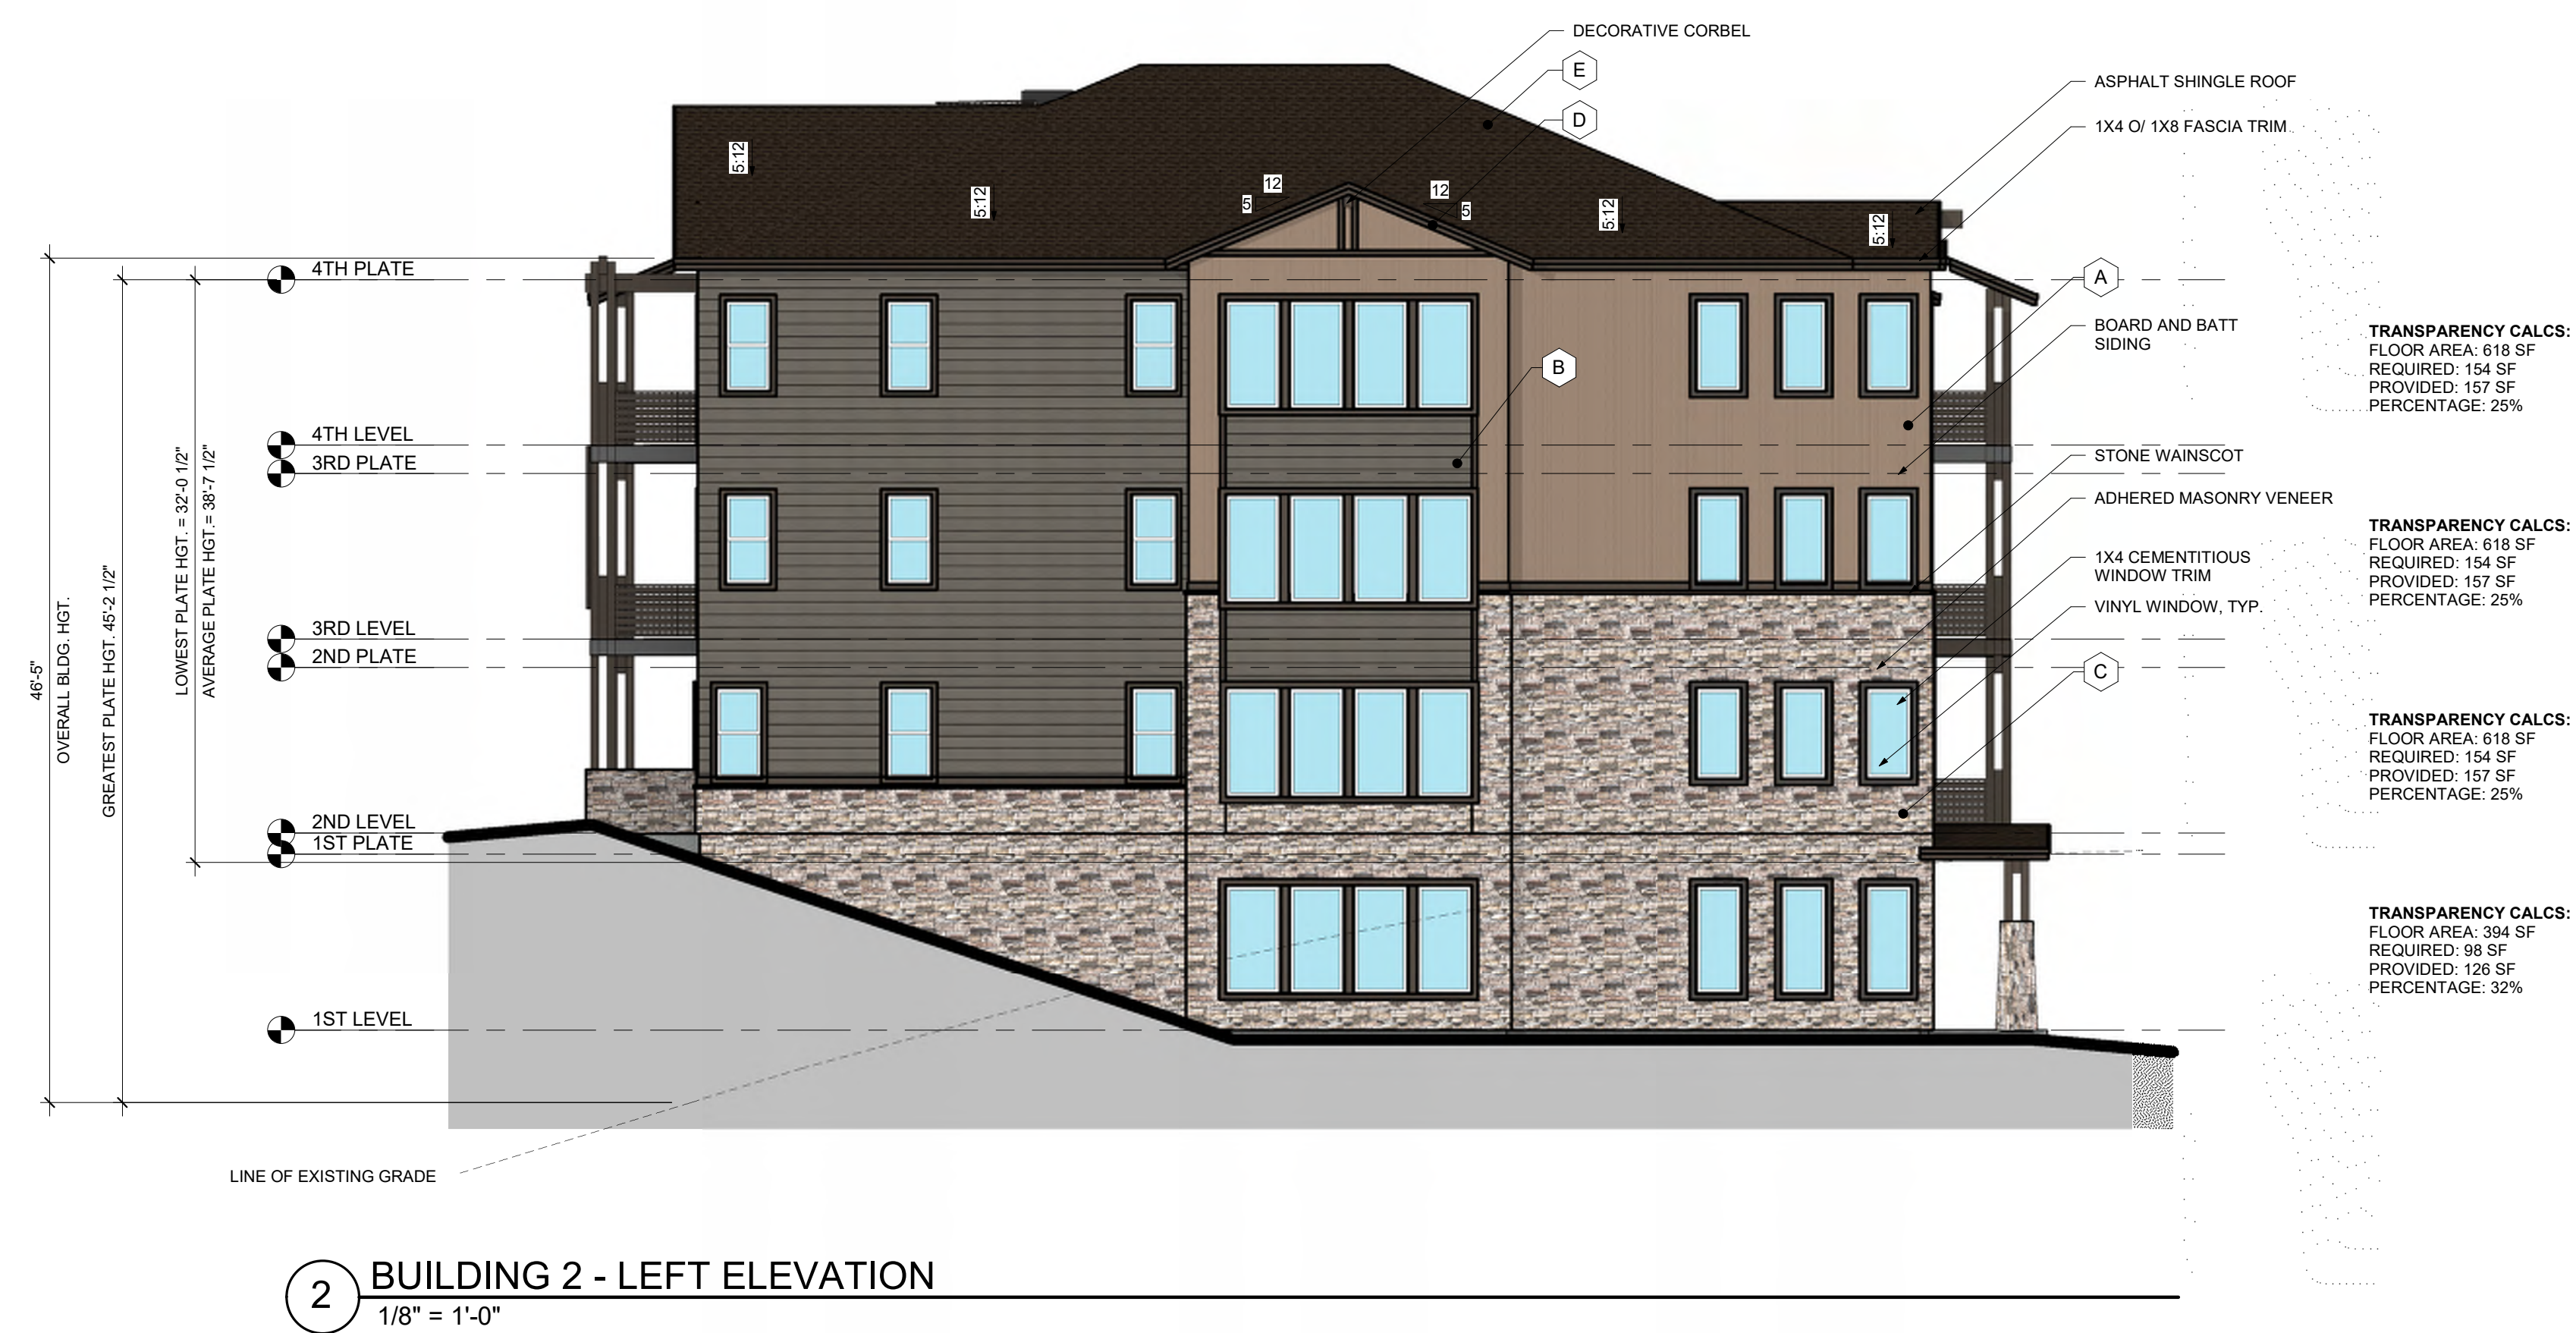 DECORATIVE CORBEL
E
D
ASPHALT SHINGLE ROOF
1X4 O/ 1X8 FASCIA TRIM
5:12
5:12
12
5
12
5
5:12
5:12
4TH PLATE
A
BOARD AND BATT
SIDING
TRANSPARENCY CALCS:
FLOOR AREA: 618 SF
REQUIRED: 154 SF
PROVIDED: 157 SF
PERCENTAGE: 25%
B
4TH LEVEL
3RD PLATE
STONE WAINSCOT
ADHERED MASONRY VENEER
TRANSPARENCY CALCS:
FLOOR AREA: 618 SF
REQUIRED: 154 SF
PROVIDED: 157 SF
PERCENTAGE: 25%
1X4 CEMENTITIOUS
WINDOW TRIM
VINYL WINDOW, TYP.
46'-5"
OVERALL BLDG. HGT.
GREATEST PLATE HGT. 45'-2 1/2"
LOWEST PLATE HGT. = 32'-0 1/2"
AVERAGE PLATE HGT.= 38'-7 1/2"
3RD LEVEL
2ND PLATE
C
TRANSPARENCY CALCS:
FLOOR AREA: 618 SF
REQUIRED: 154 SF
PROVIDED: 157 SF
PERCENTAGE: 25%
2ND LEVEL
1ST PLATE
TRANSPARENCY CALCS:
FLOOR AREA: 394 SF
REQUIRED: 98 SF
PROVIDED: 126 SF
PERCENTAGE: 32%
1ST LEVEL
LINE OF EXISTING GRADE
2
BUILDING 2 - LEFT ELEVATION
1/8" = 1'-0"